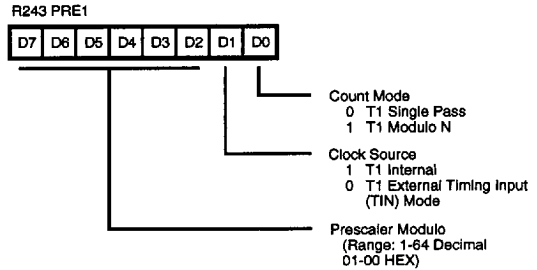 R243 PRE1
D7 D6 D5 D4 D3 D2 D1 D0
Count Mode
0 T1 Single Pass
1 T1 Modulo N
Clock Source
1 T1 Internal
0 T1 External Timing Input
(TIN) Mode
Prescaler Modulo
(Range: 1-64 Decimal
01-00 HEX)